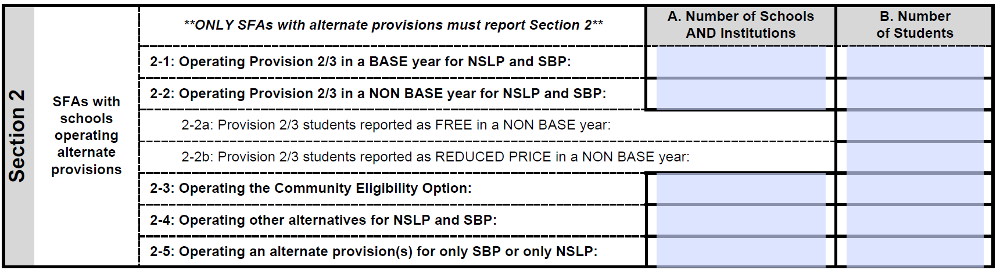 Section 2
SFAs with
schools
operating
alternate
provisions
**ONLY SFAs with alternate provisions must report Section 2**
A. Number of Schools
AND Institutions
B. Number
of Students
2-1: Operating Provision 2/3 in a BASE year for NSLP and SBP:
2-2: Operating Provision 2/3 in a NON BASE year for NSLP and SBP:
2-2a: Provision 2/3 students reported as FREE in a NON BASE year:
2-2b: Provision 2/3 students reported as REDUCED PRICE in a NON BASE year:
2-3: Operating the Community Eligibility Option:
2-4: Operating other alternatives for NSLP and SBP:
2-5: Operating an alternate provision(s) for only SBP or only NSLP: